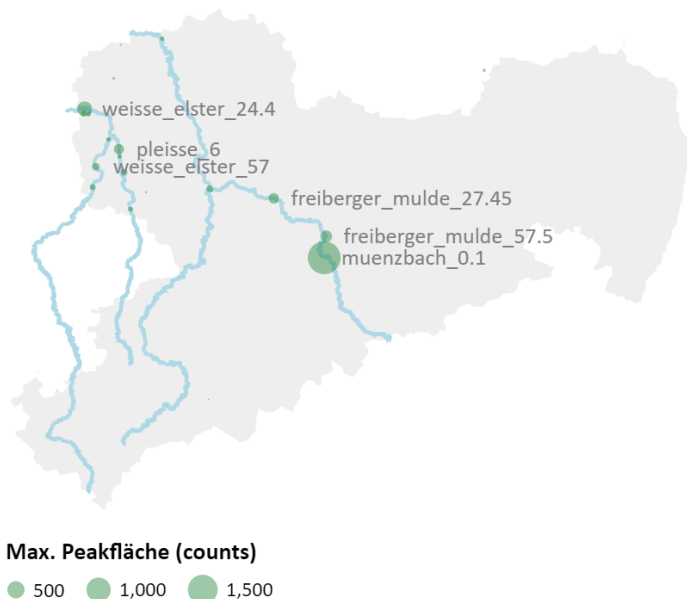 weisse_elster_24.4
pleisse_6
weisse_elster_57
freiberger_mulde_27.45
freiberger_mulde_57.5
muenzbach_0.1
Max. Peakfläche (counts)
500 1,000 1,500